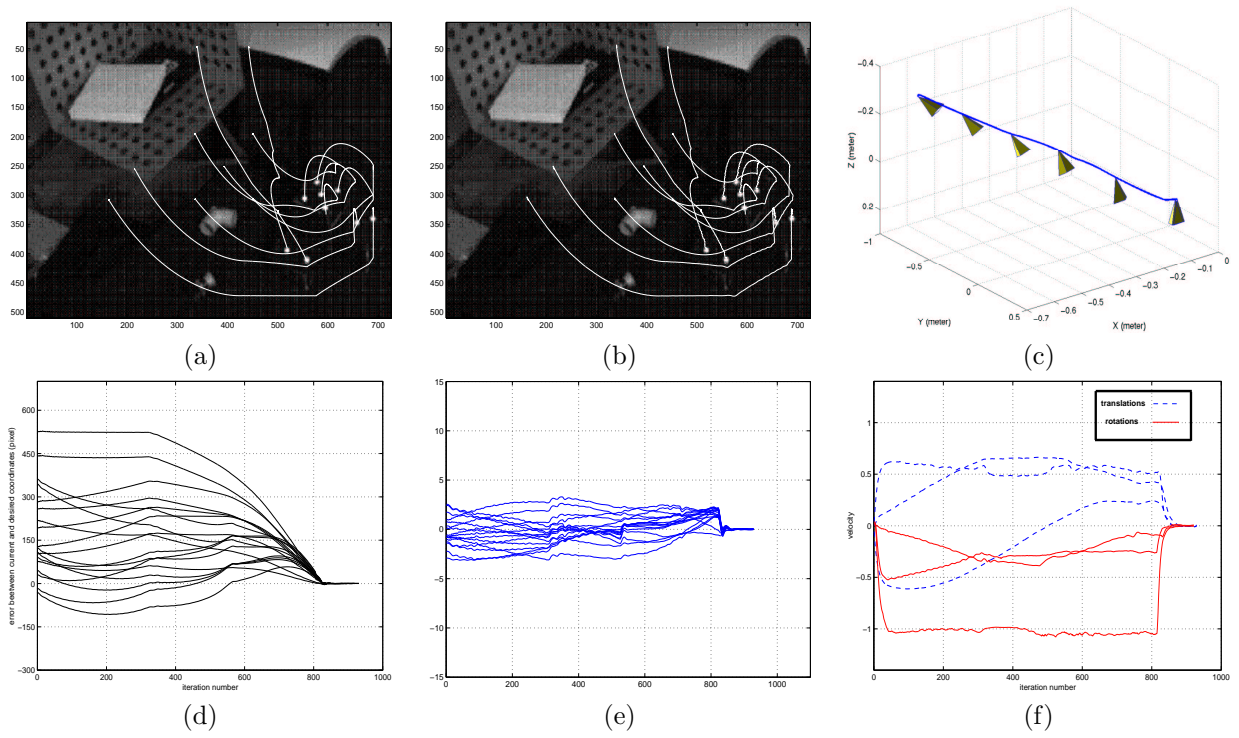 50
100
150
200
250
300
350
400
450
500
100 200 300 400 500 600 700
(a)
50
100
150
200
250
300
350
400
450
500
100 200 300 400 500 600 700
(b)
−0.4
−0.2
0
0.2
Z (meter)
−1
−0.5
0
0.5
Y (meter)
−0.7
−0.6
−0.5
−0.4
−0.3
−0.2
−0.1
0
X (meter)
(c)
error beetween current and desired coordinates (pixel)
600
450
300
150
0
−150
−300
0 200 400 600 800 1000
iteration number
(d)
15
10
5
0
−5
−10
−15
0 200 400 600 800 1000
(e)
velocity
1
0.5
0
−0.5
−1
translations
rotations
0 200 400 600 800 1000
iteration number
(f)